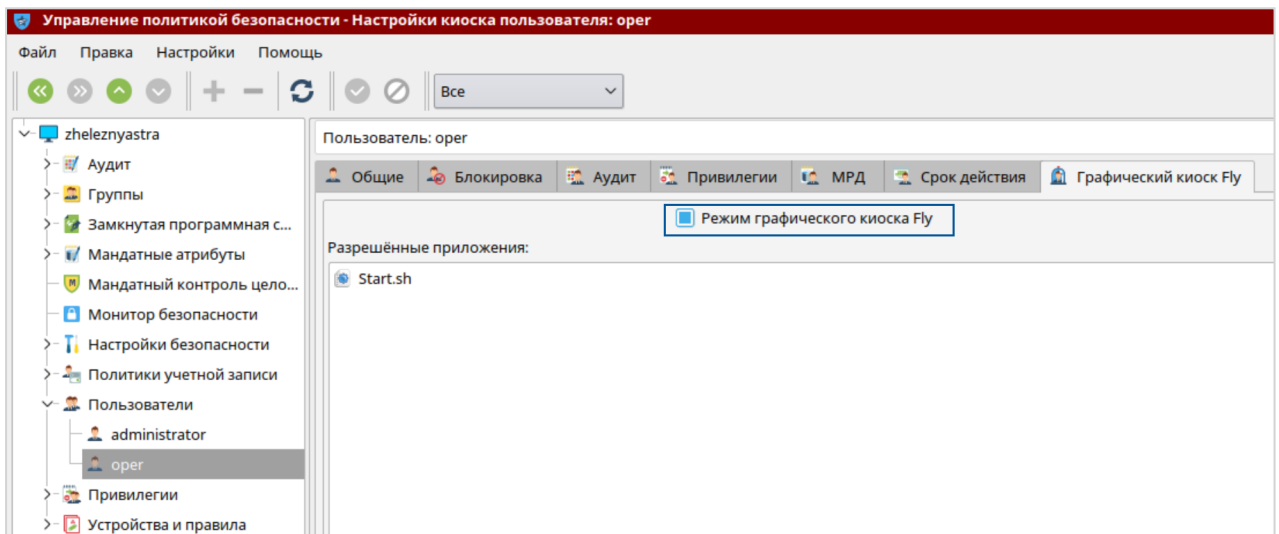 Управление политикой безопасности - Настройки киоска пользователя: oper
Файл Правка Настройки Помощь
Все
zheleznyastra
Аудит
Группы
Замкнутая программная с...
Мандатные атрибуты
Мандатный контроль цело...
Монитор безопасности
Настройки безопасности
Политики учетной записи
Пользователи
administrator
oper
Привилегии
Устройства и правила
Пользователь: oper
Общие Блокировка Аудит Привилегии МРД Срок действия Графический киоск Fly
Режим графического киоска Fly
Разрешённые приложения:
Start.sh